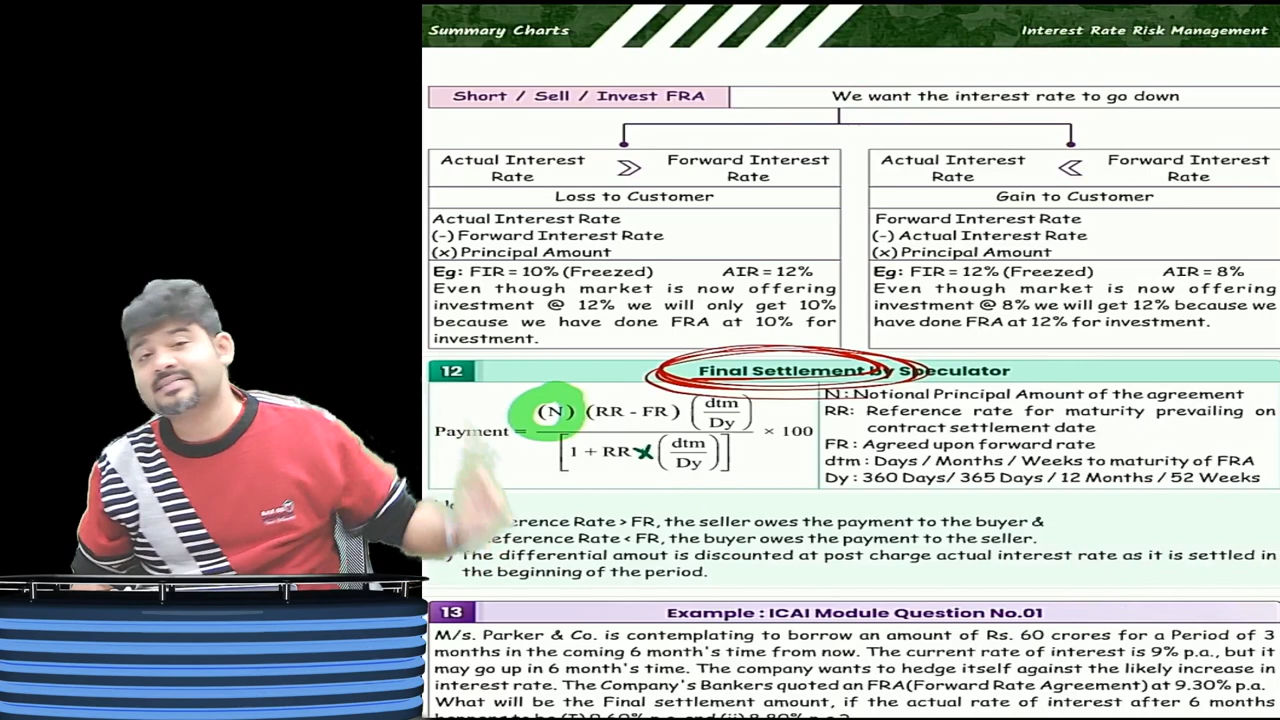 Summary Charts
Interest Rate Risk Management
Short / Sell / Invest FRA
We want the interest rate to go down
Actual Interest Rate > Forward Interest Rate
Loss to Customer
Actual Interest Rate
(-) Forward Interest Rate
(x) Principal Amount
Eg: FIR = 10% (Freezed) AIR = 12%
Even though market is now offering
investment @ 12% we will only get 10%
because we have done FRA at 10% for
investment.
Actual Interest Rate < Forward Interest Rate
Gain to Customer
Forward Interest Rate
(-) Actual Interest Rate
(x) Principal Amount
Eg: FIR = 12% (Freezed) AIR = 8%
Even though market is now offering
investment @ 8% we will get 12% because we
have done FRA at 12% for investment.
12 Final Settlement by Speculator
Payment = (N) (RR - FR) (dtm/Dy) / [1 + RR x (dtm/Dy)] × 100
N : Notional Principal Amount of the agreement
RR: Reference rate for maturity prevailing on
contract settlement date
FR : Agreed upon forward rate
dtm : Days / Months / Weeks to maturity of FRA
Dy : 360 Days/ 365 Days / 12 Months / 52 Weeks
Rate > FR, the seller owes the payment to the buyer &
Rate < FR, the buyer owes the payment to the seller.
The differential amout is discounted at post charge actual interest rate as it is settled in
the beginning of the period.
13 Example : ICAI Module Question No.01
M/s. Parker & Co. is contemplating to borrow an amount of Rs. 60 crores for a Period of 3
months in the coming 6 month's time from now. The current rate of interest is 9% p.a., but it
may go up in 6 month's time. The company wants to hedge itself against the likely increase in
interest rate. The Company's Bankers quoted an FRA(Forward Rate Agreement) at 9.30% p.a.
What will be the Final settlement amount, if the actual rate of interest after 6 months